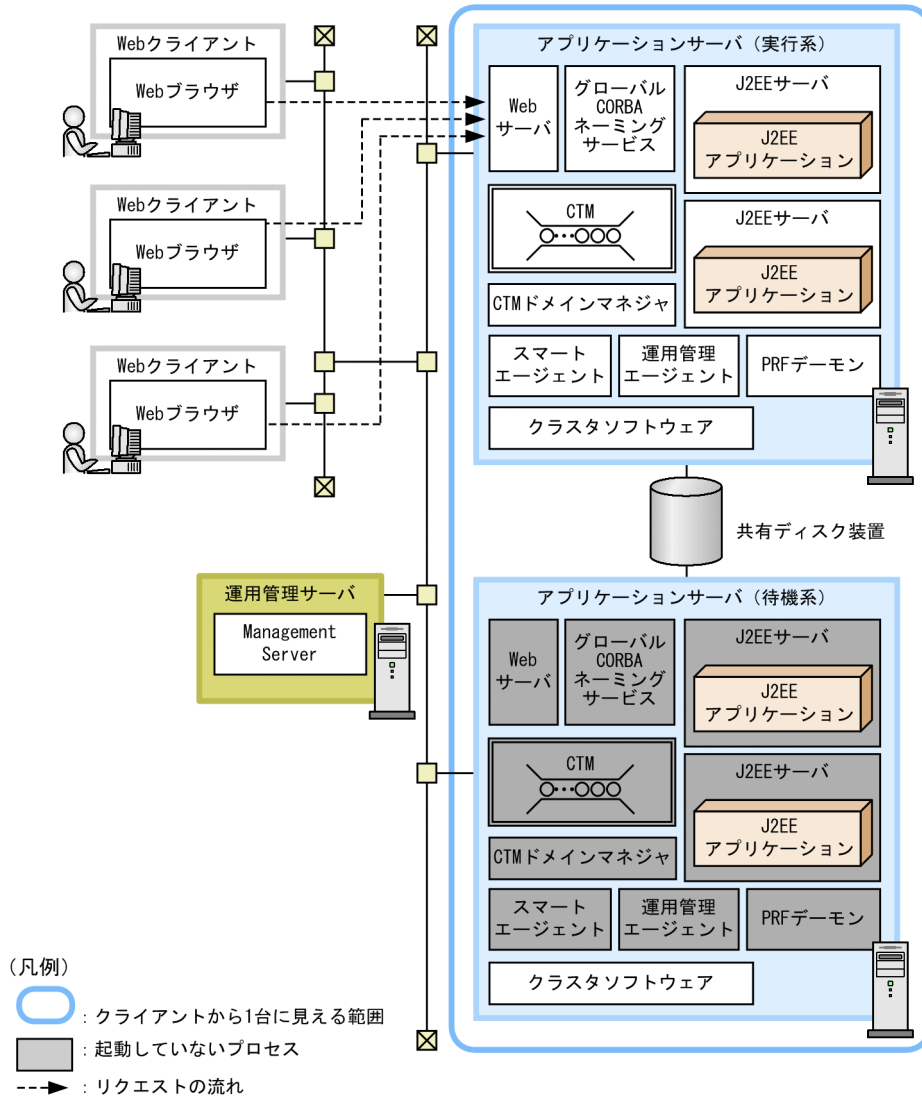 Webクライアント
Webブラウザ
Webクライアント
Webブラウザ
Webクライアント
Webブラウザ
アプリケーションサーバ（実行系）
Web
サーバ
グローバル
CORBA
ネーミング
サービス
J2EEサーバ
J2EE
アプリケーション
CTM
J2EEサーバ
J2EE
アプリケーション
CTMドメインマネジャ
スマート
エージェント
運用管理
エージェント
PRFデーモン
クラスタソフトウェア
共有ディスク装置
運用管理サーバ
Management
Server
アプリケーションサーバ（待機系）
Web
サーバ
グローバル
CORBA
ネーミング
サービス
J2EEサーバ
J2EE
アプリケーション
CTM
J2EEサーバ
J2EE
アプリケーション
CTMドメインマネジャ
スマート
エージェント
運用管理
エージェント
PRFデーモン
クラスタソフトウェア
（凡例）
：クライアントから1台に見える範囲
：起動していないプロセス
：リクエストの流れ